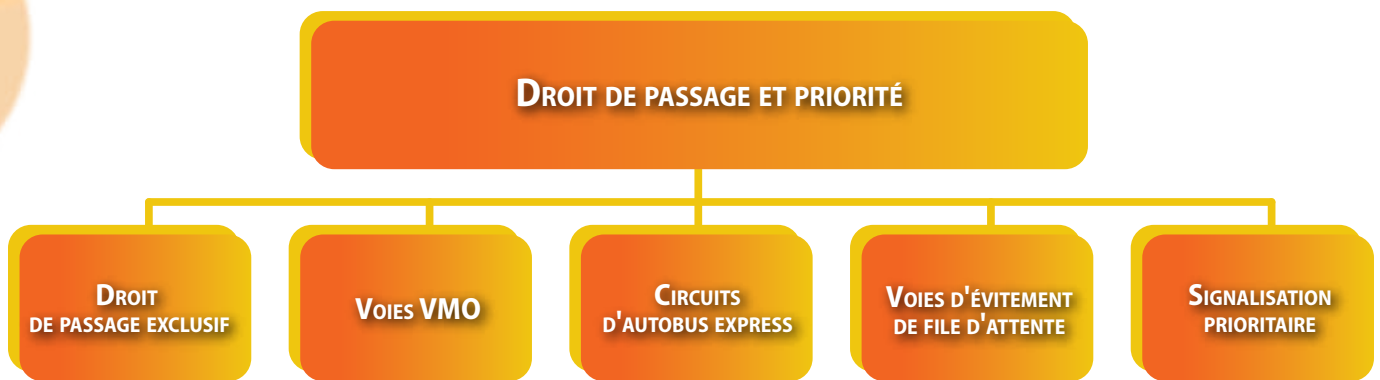 Droit de passage et priorité
Droit
de passage exclusif
Voies VMO
Circuits
d'autobus express
Voies d'évitement
de file d'attente
Signalisation
prioritaire